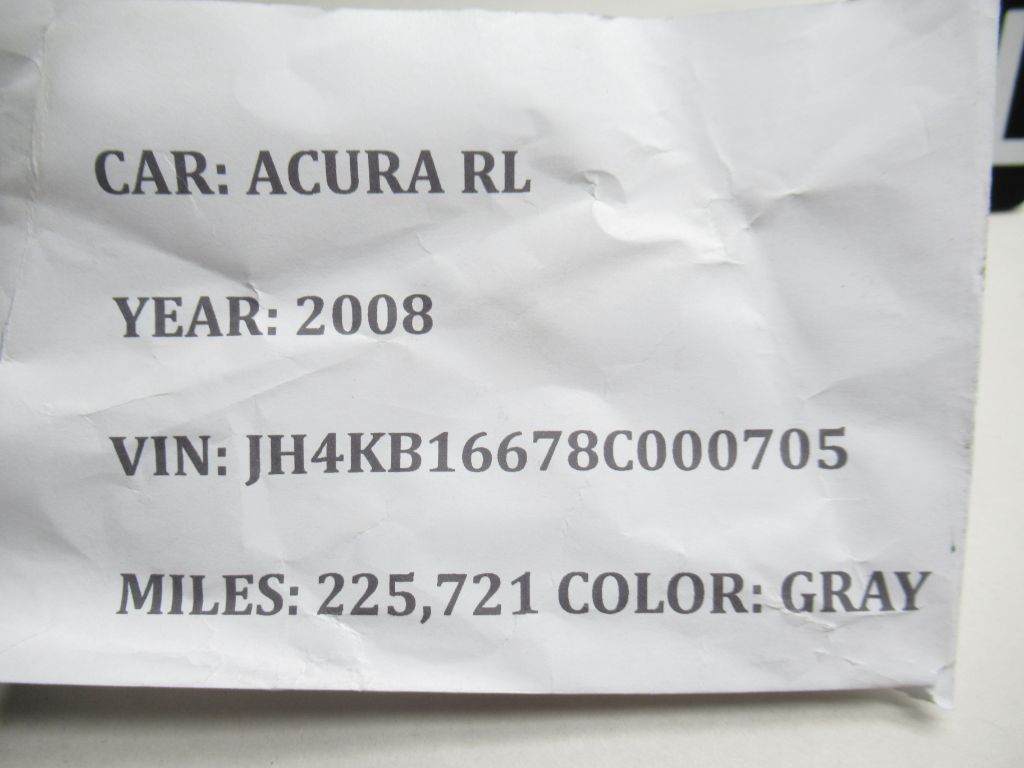 CAR: ACURA RL
YEAR: 2008
VIN: JH4KB16678C000705
MILES: 225,721 COLOR: GRAY